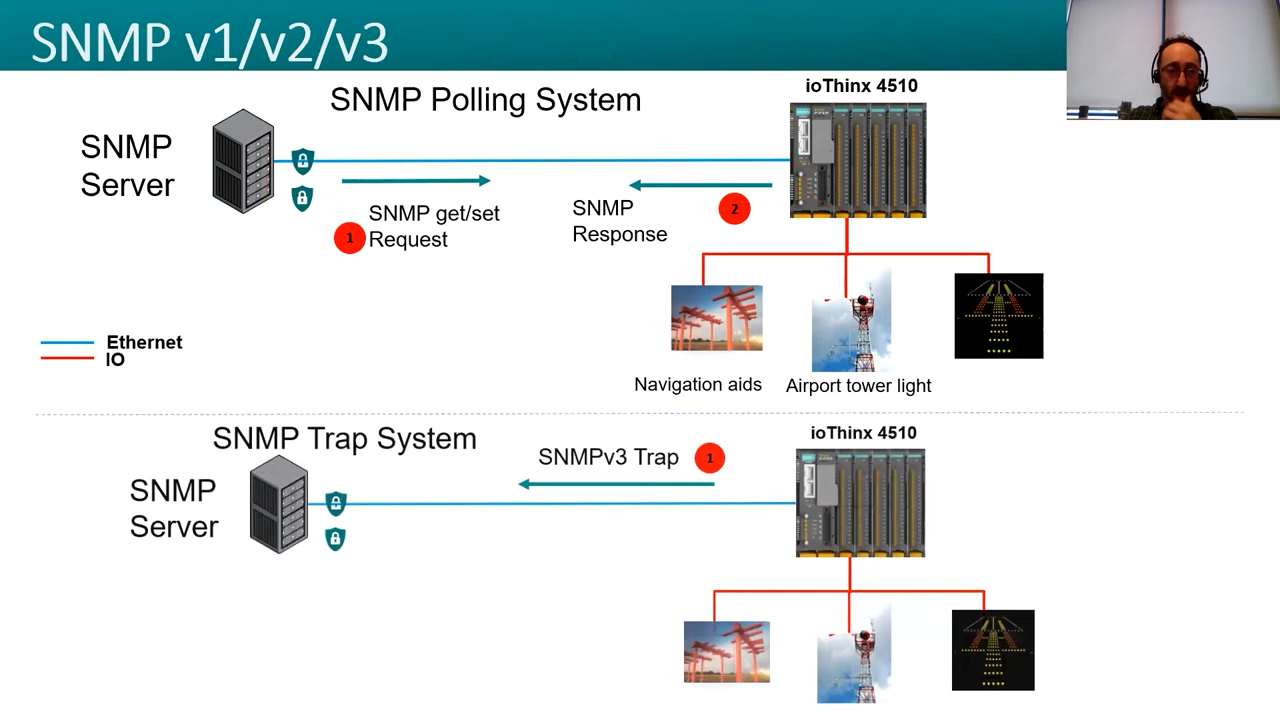 SNMP v1/v2/v3
SNMP Polling System
ioThinx 4510
SNMP
Server
1
SNMP get/set
Request
SNMP
Response
2
Ethernet
IO
Navigation aids
Airport tower light
SNMP Trap System
ioThinx 4510
SNMPv3 Trap
1
SNMP
Server